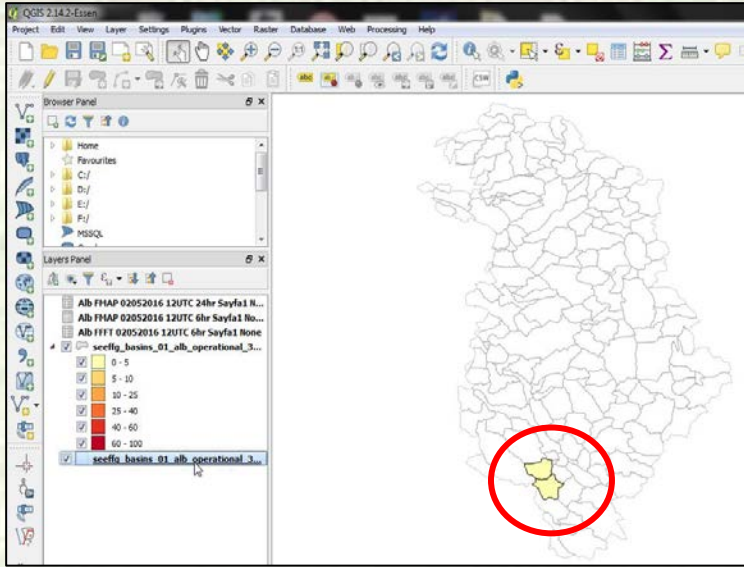 QGIS 2.14.2-Essen
Project Edit View Layer Settings Plugins Vector Raster Database Web Processing Help
abc abc
CSW
Browser Panel
Home
Favourites
C:/
D:/
E:/
F:/
MSSQL
Layers Panel
Alb FMAP 02052016 12UTC 24hr Sayfa1 N...
Alb FMAP 02052016 12UTC 6hr Sayfa1 No...
Alb FFFT 02052016 12UTC 6hr Sayfa1 None
seeffg_basins_01_alb_operational_3...
0 - 5
5 - 10
10 - 25
25 - 40
40 - 60
60 - 100
seeffg_basins_01_alb_operational_3...